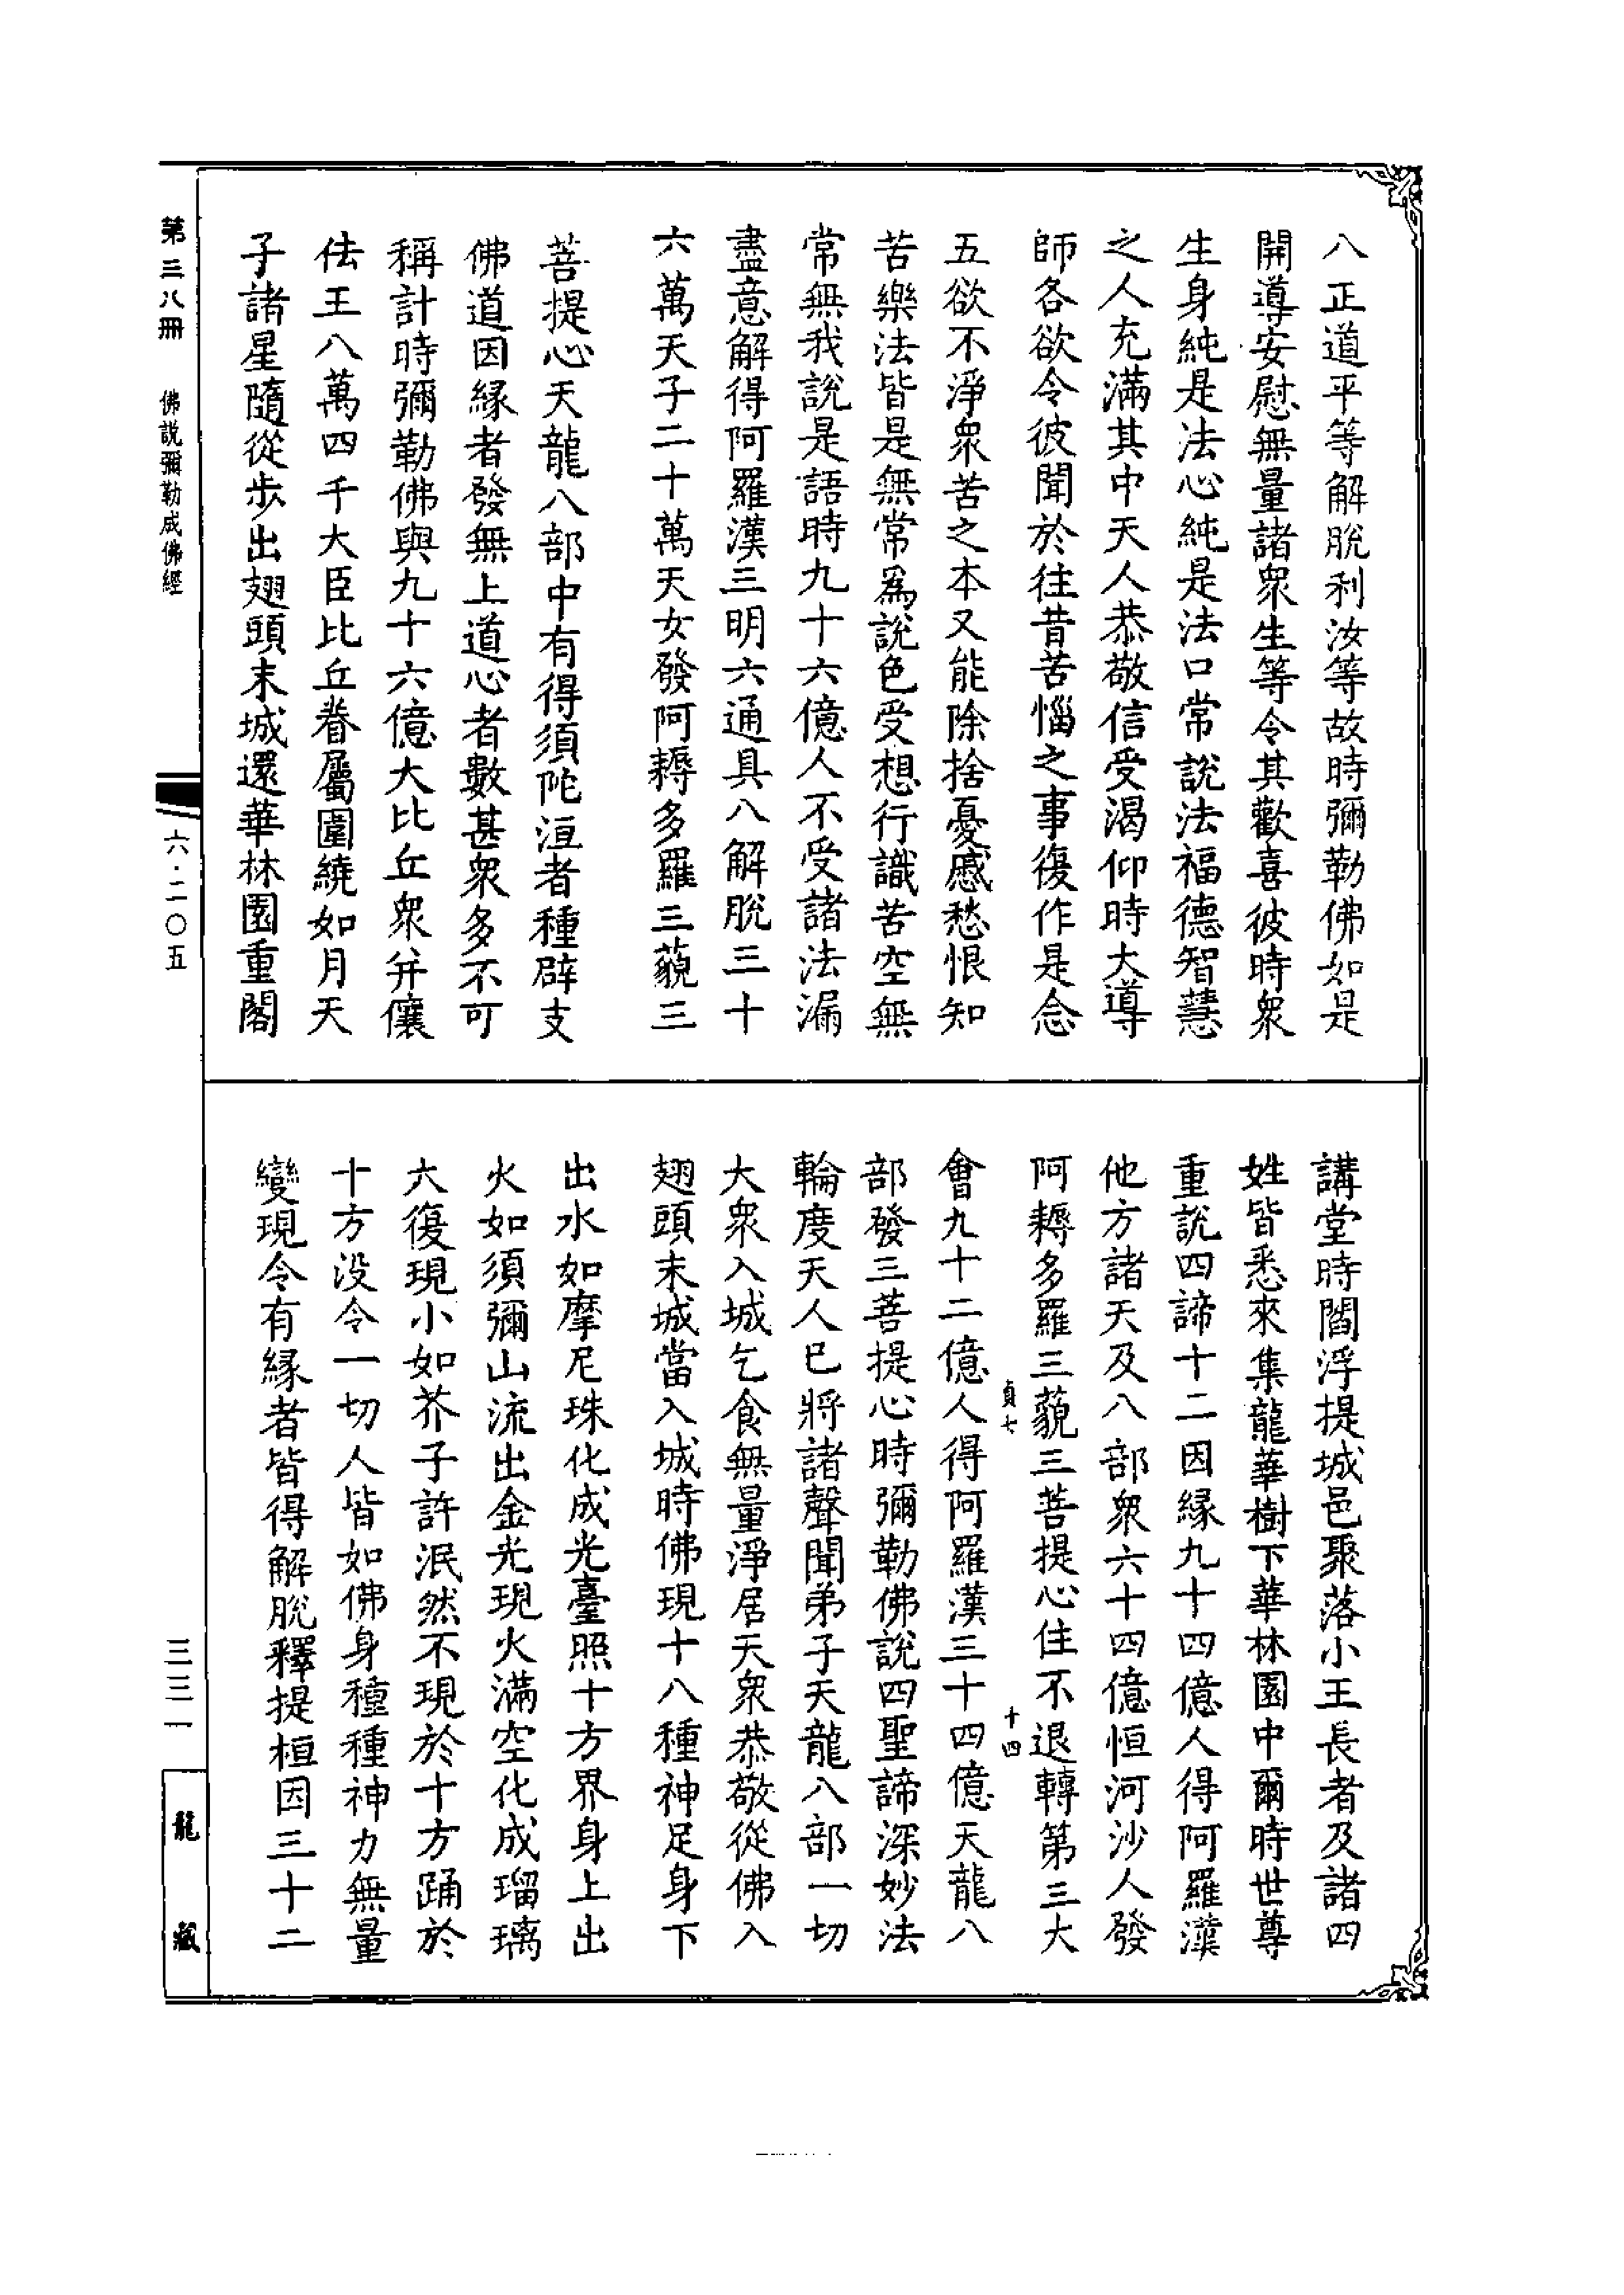 八正道平等解脫利汝等故時彌勒佛如是
開導安慰無量諸衆生等令其歡喜彼時衆
生身純是法心純是法口常說法福德智慧
之人充滿其中天人恭敬信受渴仰時大導
師各欲令彼聞於往昔苦惱之事復作是念
五欲不淨衆苦之本又能除捨憂慼愁恨知
苦樂法皆是無常爲說色受想行識苦空無
常無我說是語時九十六億人不受諸法漏
盡意解得阿羅漢三明六通具八解脫三十
六萬天子二十萬天女發阿耨多羅三藐三
菩提心天龍八部中有得須陀洹者種辟支
佛道因緣者發無上道心者數甚衆多不可
稱計時彌勒佛與九十六億大比丘衆并儴
佉王八萬四千大臣比丘眷屬圍繞如月天
子諸星隨從步出翅頭末城還華林園重閣
講堂時閻浮提城邑聚落小王長者及諸四
姓皆悉來集龍華樹下華林園中爾時世尊
重說四諦十二因緣九十四億人得阿羅漢
他方諸天及八部衆六十四億恒河沙人發
阿耨多羅三藐三菩提心住不退轉第三大
貞七 十四
會九十二億人得阿羅漢三十四億天龍八
部發三菩提心時彌勒佛說四聖諦深妙法
輪度天人已將諸聲聞弟子天龍八部一切
大衆入城乞食無量淨居天衆恭敬從佛入
翅頭末城當入城時佛現十八種神足身下
出水如摩尼珠化成光臺照十方界身上出
火如須彌山流出金光現火滿空化成瑠璃
六復現小如芥子許泯然不現於十方踊於
十方没令一切人皆如佛身種種神力無量
變現令有緣者皆得解脫釋提桓因三十二
第三八冊 佛説彌勒成佛經
六·二〇五
三三一
龍藏